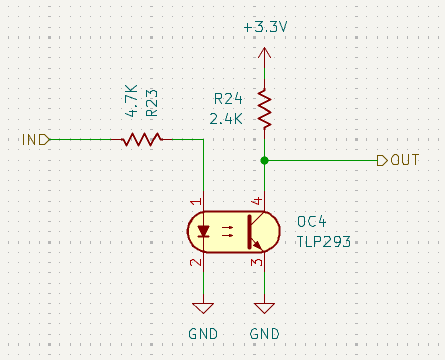 +3.3V
4.7K
R23
R24
2.4K
IN
OUT
1
4
OC4
TLP293
2
3
GND
GND